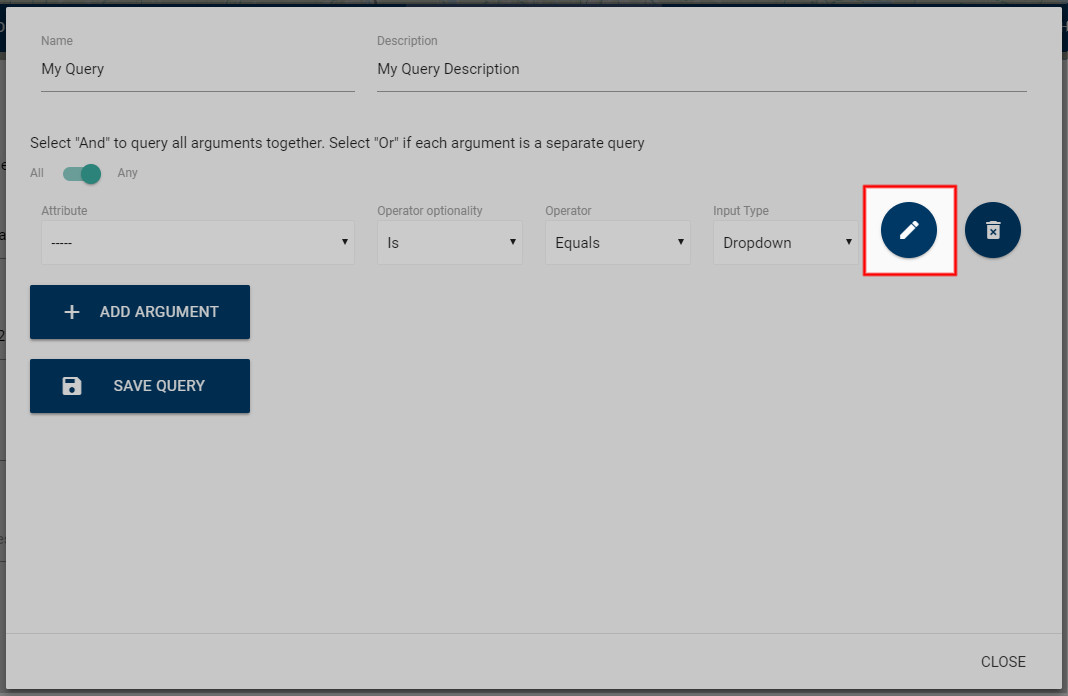 Name Description
My Query My Query Description
Select "And" to query all arguments together. Select "Or" if each argument is a separate query
All Any
Attribute Operator optionality Operator Input Type
----- Is Equals Dropdown
ADD ARGUMENT
SAVE QUERY
CLOSE